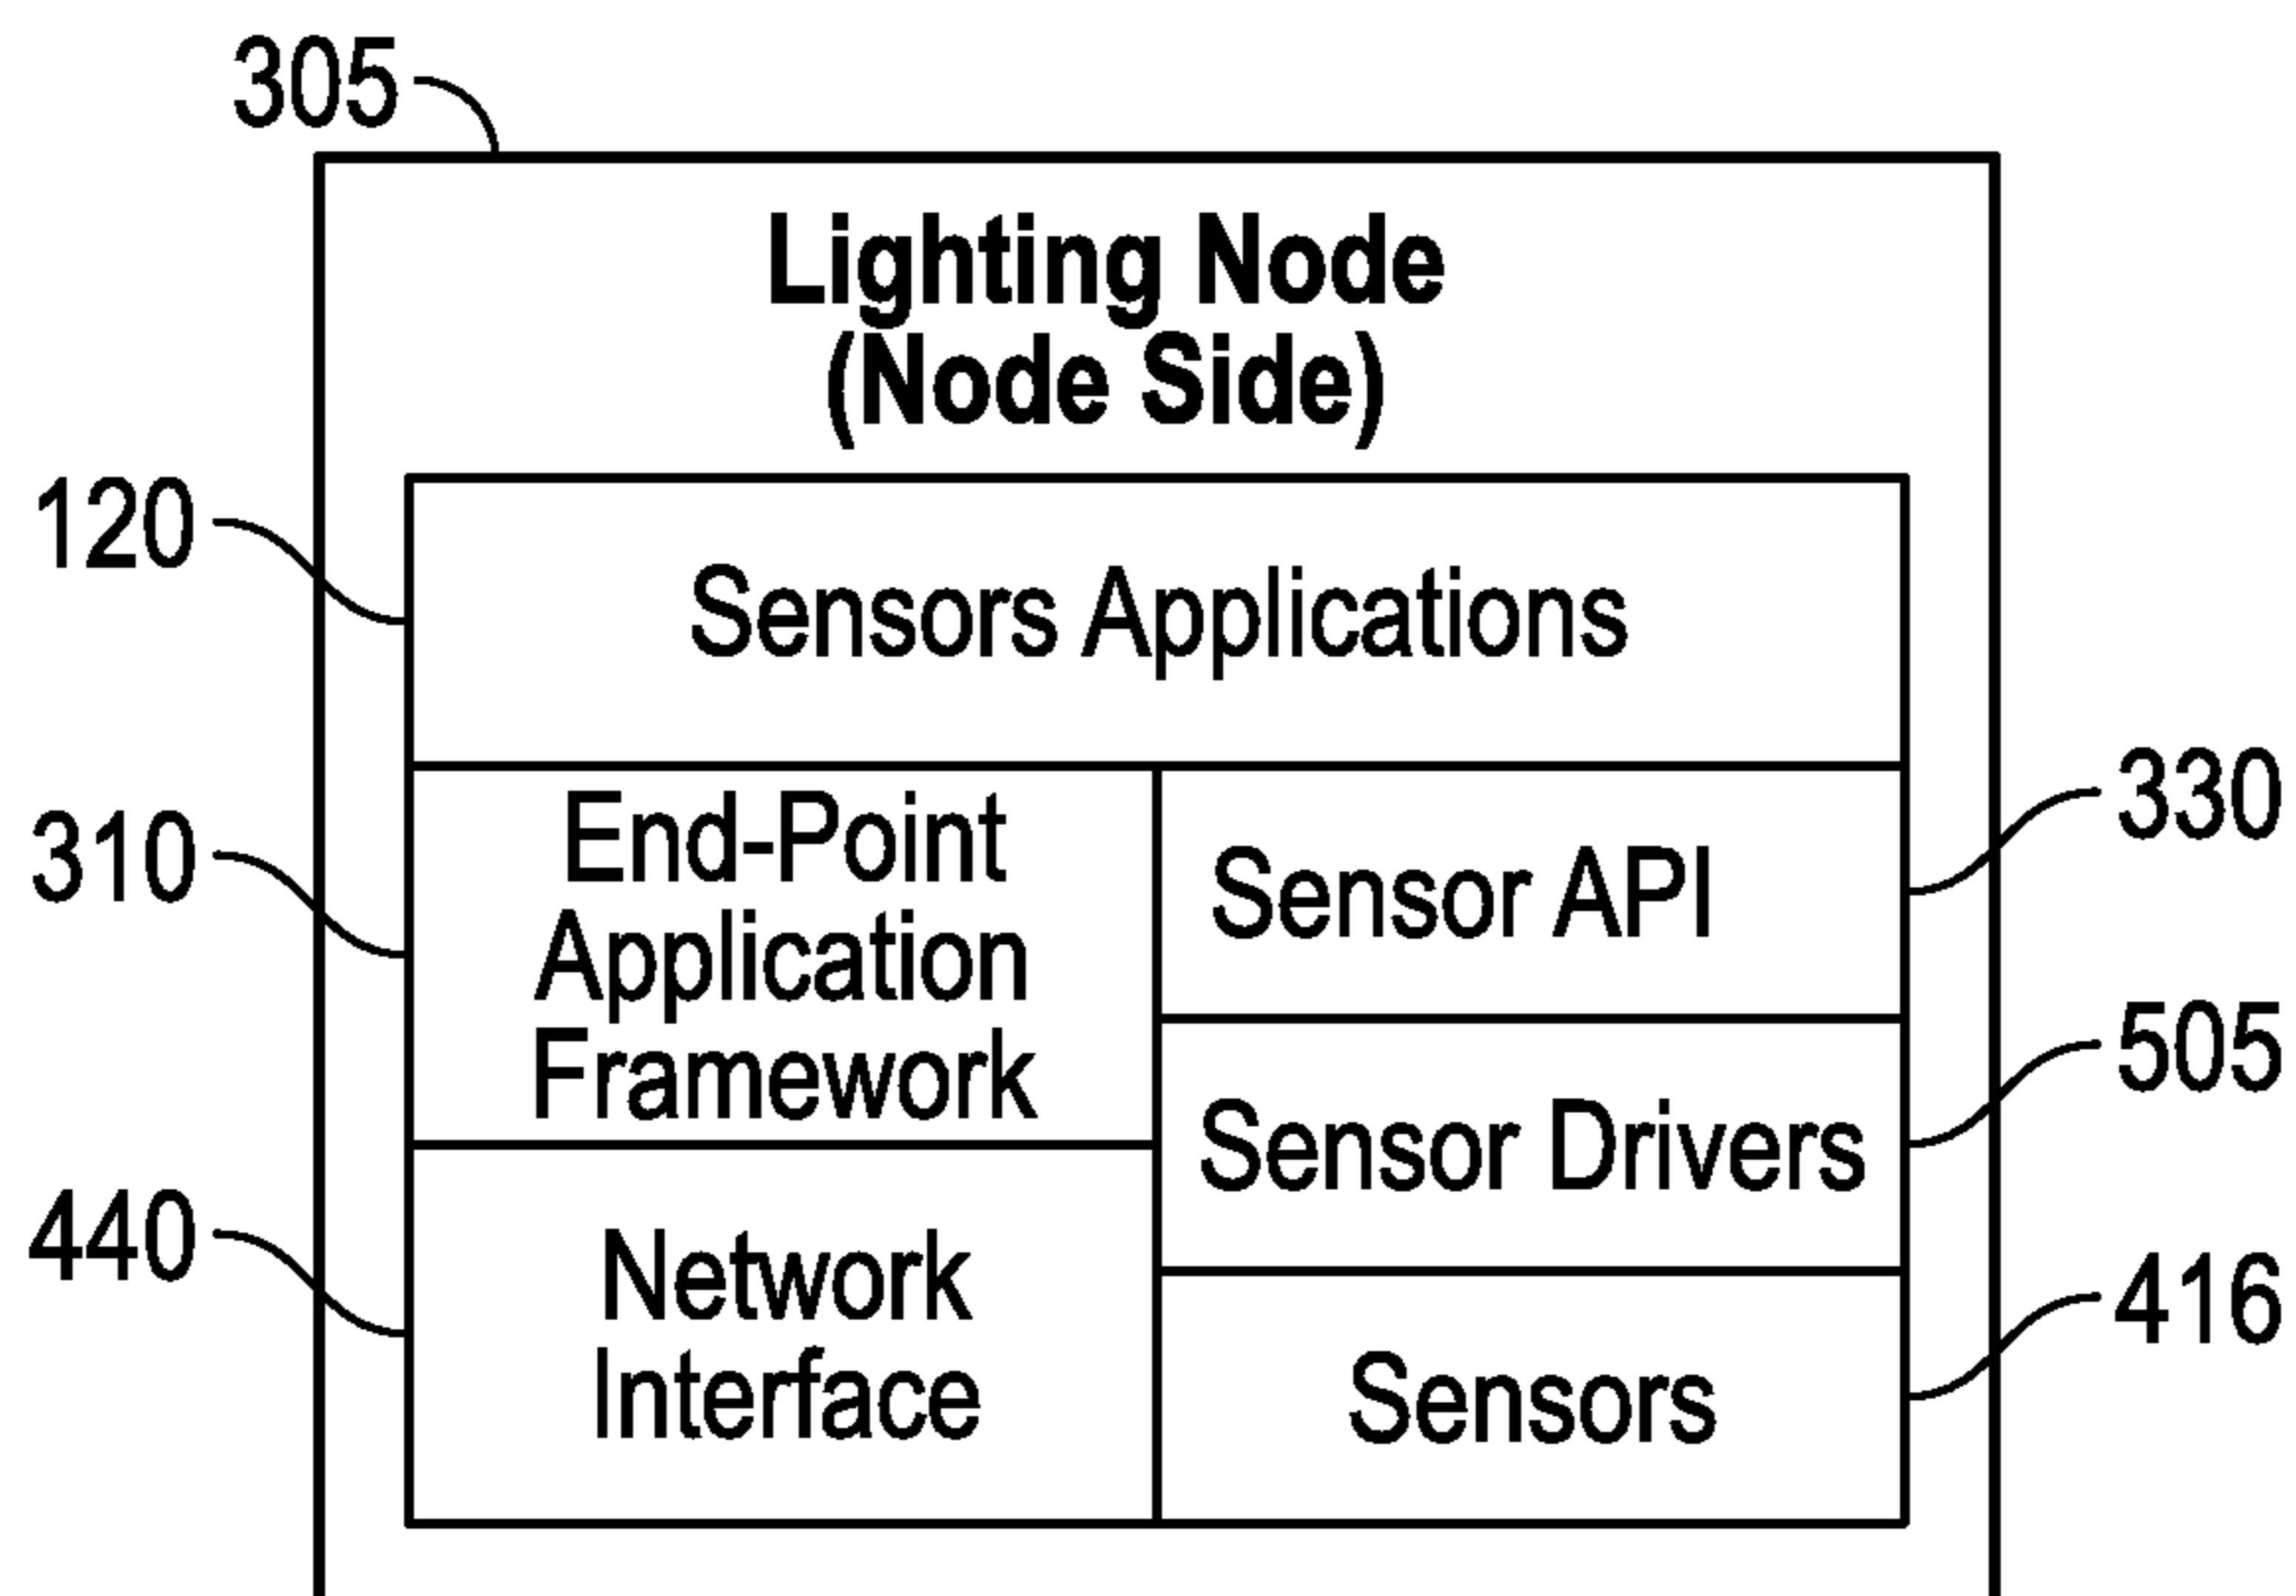 305
Lighting Node
(Node Side)
120
Sensors Applications
310
End-Point
Application
Framework
330
Sensor API
505
Sensor Drivers
440
Network
Interface
416
Sensors